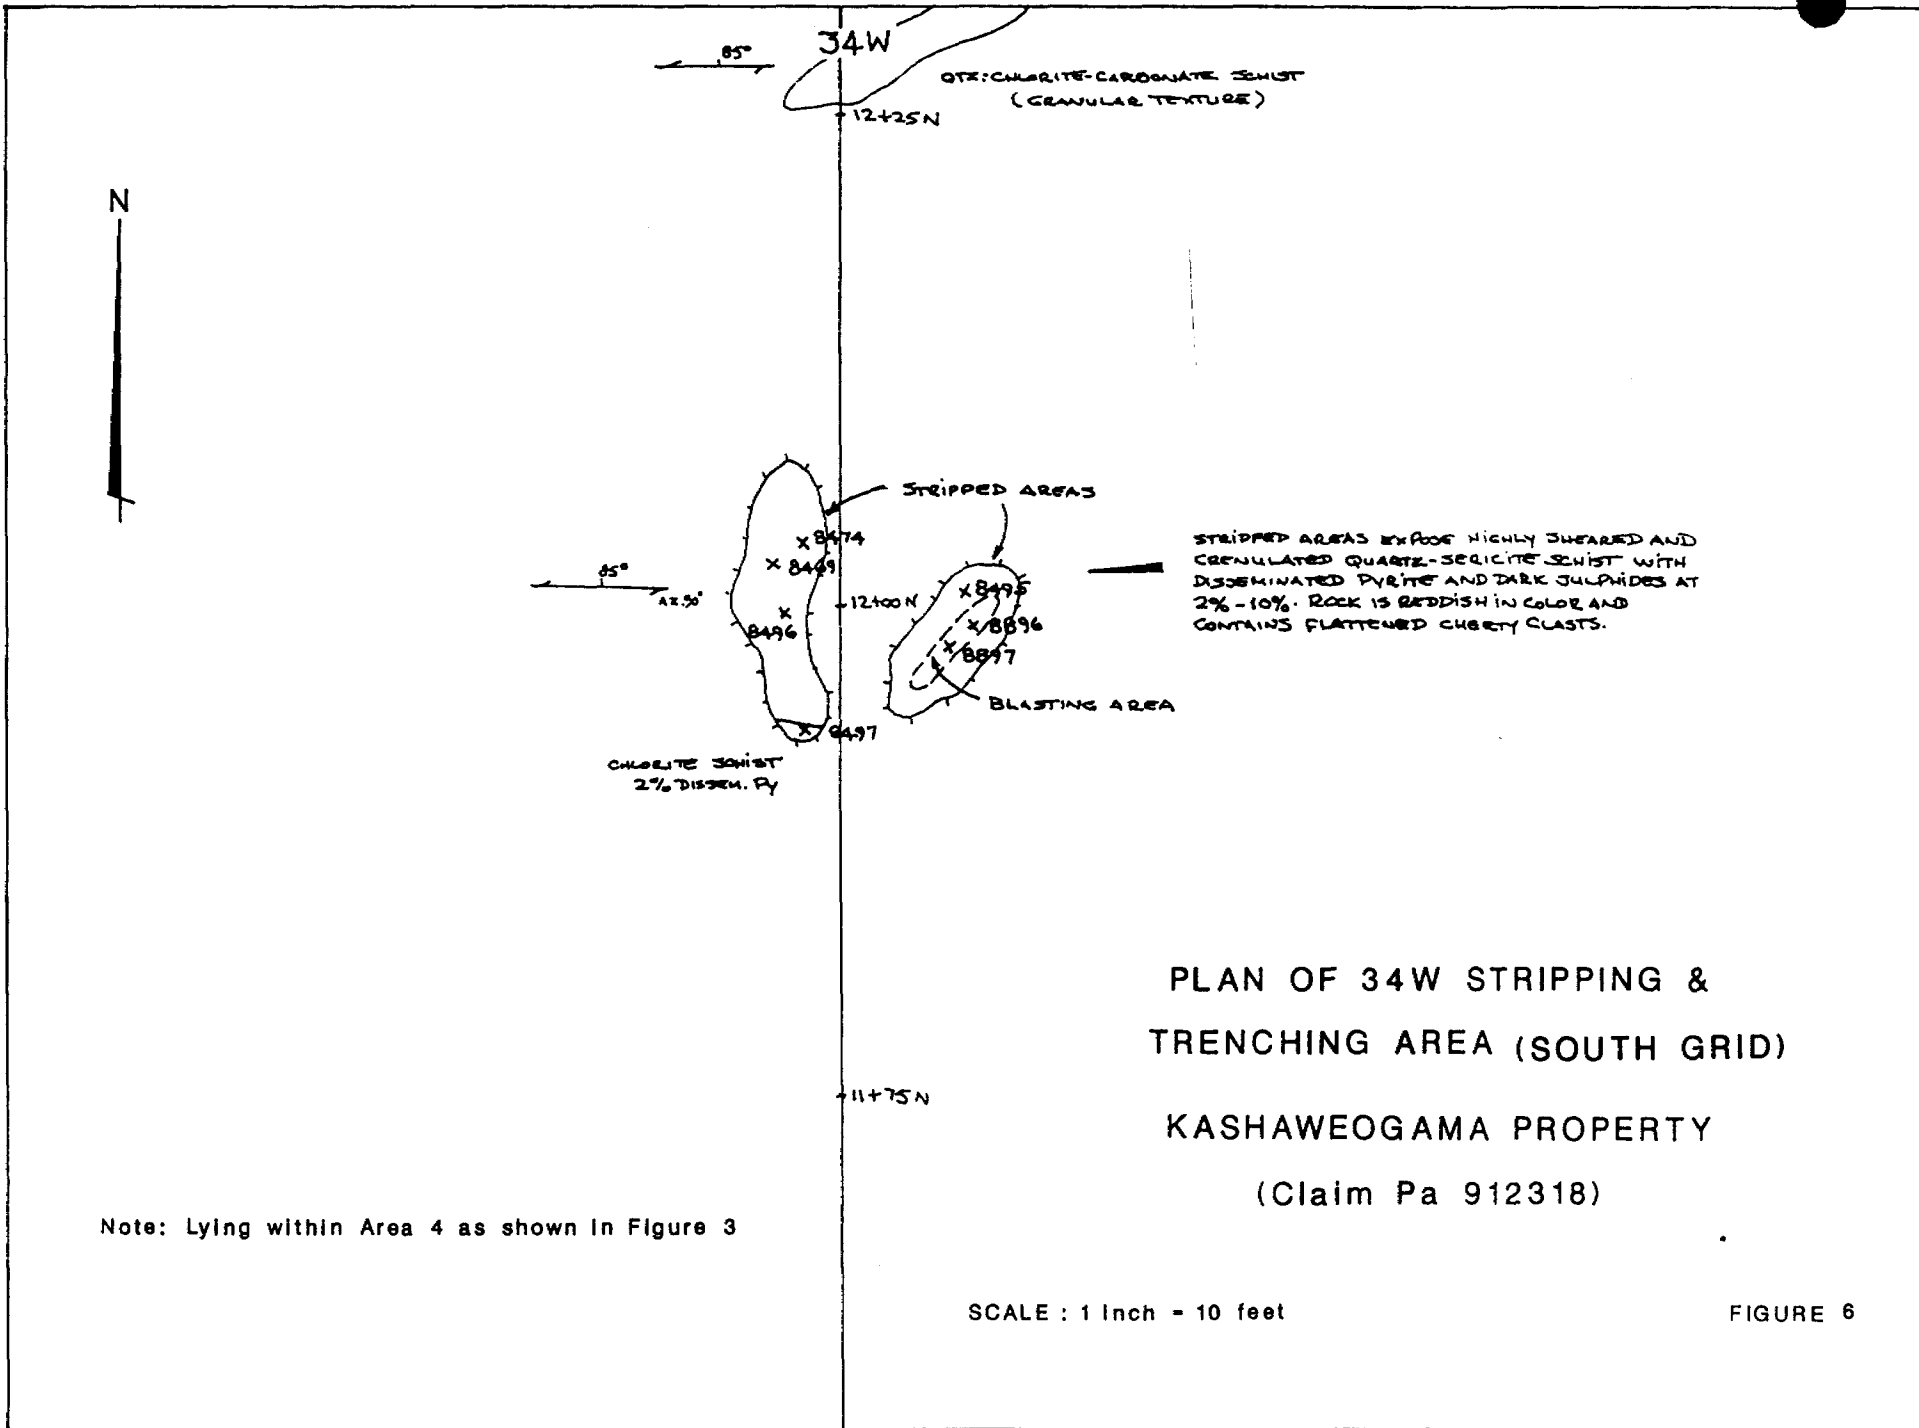 34W
85°
QTZ-CHLORITE-CARBONATE SCHIST
(GRANULAR TEXTURE)
12+25N
N
STRIPPED AREAS
8474
8469
85°
AZ.90°
12+00N
8495
8496
8896
8897
STRIPPED AREAS EXPOSE HIGHLY SHEARED AND
CRENULATED QUARTZ-SERICITE SCHIST WITH
DISSEMINATED PYRITE AND DARK SULPHIDES AT
2%-10%. ROCK IS REDDISH IN COLOR AND
CONTAINS FLATTENED CHERTY CLASTS.
BLASTING AREA
8497
CHLORITE SCHIST
2% DISSEM. Py
PLAN OF 34W STRIPPING &
TRENCHING AREA (SOUTH GRID)
11+75N
KASHAWEOGAMA PROPERTY
(Claim Pa 912318)
Note: Lying within Area 4 as shown in Figure 3
SCALE : 1 inch = 10 feet
FIGURE 6